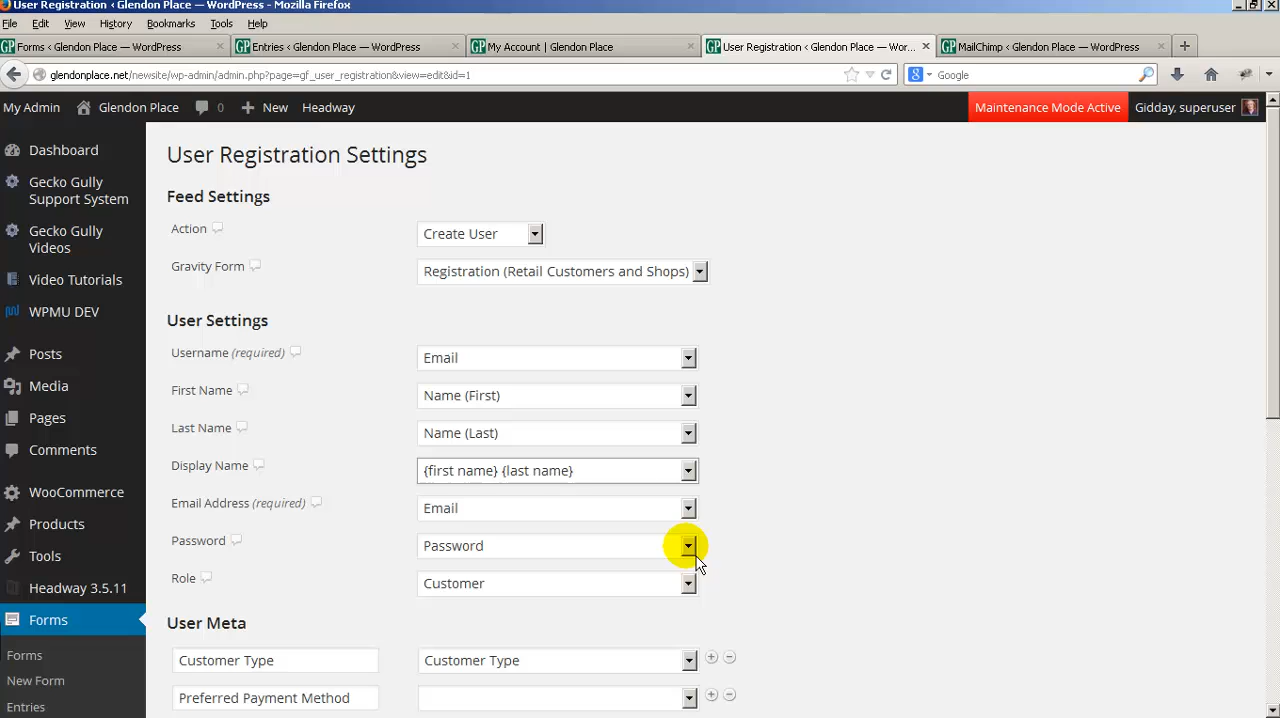 User Registration ‹ Glendon Place — WordPress - Mozilla Firefox
File Edit View History Bookmarks Tools Help
GP Forms ‹ Glendon Place — WordPress × GP Entries ‹ Glendon Place — WordPress × GP My Account | Glendon Place × GP User Registration ‹ Glendon Place — Wor... × GP MailChimp ‹ Glendon Place — WordPress ×
glendonplace.net/newsite/wp-admin/admin.php?page=gf_user_registration&view=edit&id=1 Google
My Admin Glendon Place 0 New Headway Maintenance Mode Active Gidday, superuser
Dashboard
Gecko Gully
Support System
Gecko Gully
Videos
Video Tutorials
WPMU DEV
Posts
Media
Pages
Comments
WooCommerce
Products
Tools
Headway 3.5.11
Forms
Forms
New Form
Entries
User Registration Settings
Feed Settings
Action Create User
Gravity Form Registration (Retail Customers and Shops)
User Settings
Username (required) Email
First Name Name (First)
Last Name Name (Last)
Display Name {first name} {last name}
Email Address (required) Email
Password Password
Role Customer
User Meta
Customer Type Customer Type
Preferred Payment Method